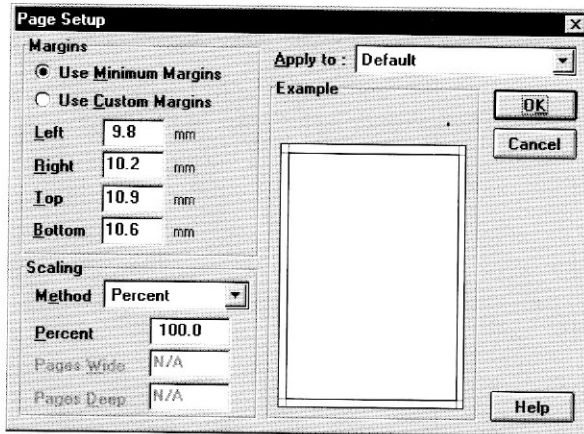 Page Setup
Margins
Use Minimum Margins
Use Custom Margins
Left 9.8 mm
Right 10.2 mm
Top 10.9 mm
Bottom 10.6 mm
Scaling
Method Percent
Percent 100.0
Pages Wide N/A
Pages Deep N/A
Apply to : Default
Example
OK
Cancel
Help